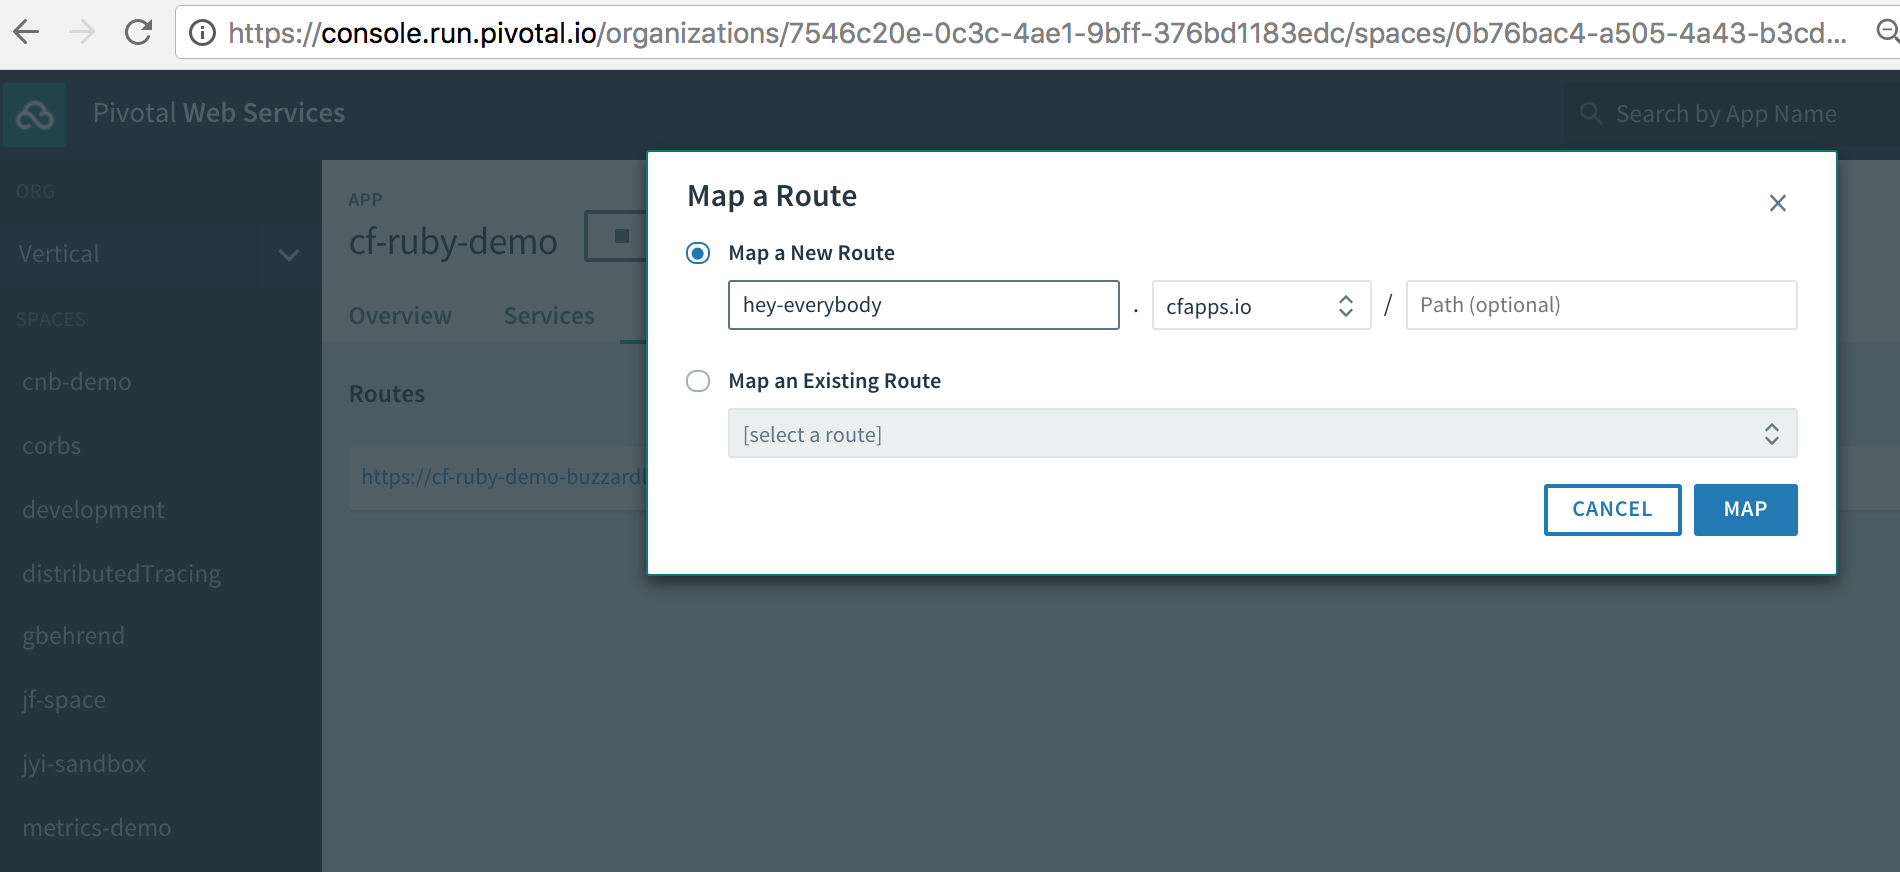 https://console.run.pivotal.io/organizations/7546c20e-0c3c-4ae1-9bff-376bd1183edc/spaces/0b76bac4-a505-4a43-b3cd...
Pivotal Web Services
Search by App Name
ORG
Vertical
SPACES
cnb-demo
corbs
development
distributedTracing
gbehrend
jf-space
jyi-sandbox
metrics-demo
APP
cf-ruby-demo
Overview Services
Routes
https://cf-ruby-demo-buzzardl
Map a Route
Map a New Route
hey-everybody . cfapps.io / Path (optional)
Map an Existing Route
[select a route]
CANCEL MAP